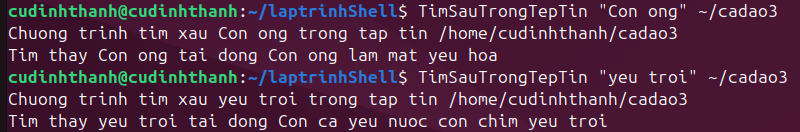 cudinhthanh@cudinhthanh:~/laptrinhShell$ TimSauTrongTepTin "Con ong" ~/cadao3
Chuong trinh tim xau Con ong trong tap tin /home/cudinhthanh/cadao3
Tim thay Con ong tai dong Con ong lam mat yeu hoa
cudinhthanh@cudinhthanh:~/laptrinhShell$ TimSauTrongTepTin "yeu troi" ~/cadao3
Chuong trinh tim xau yeu troi trong tap tin /home/cudinhthanh/cadao3
Tim thay yeu troi tai dong Con ca yeu nuoc con chim yeu troi